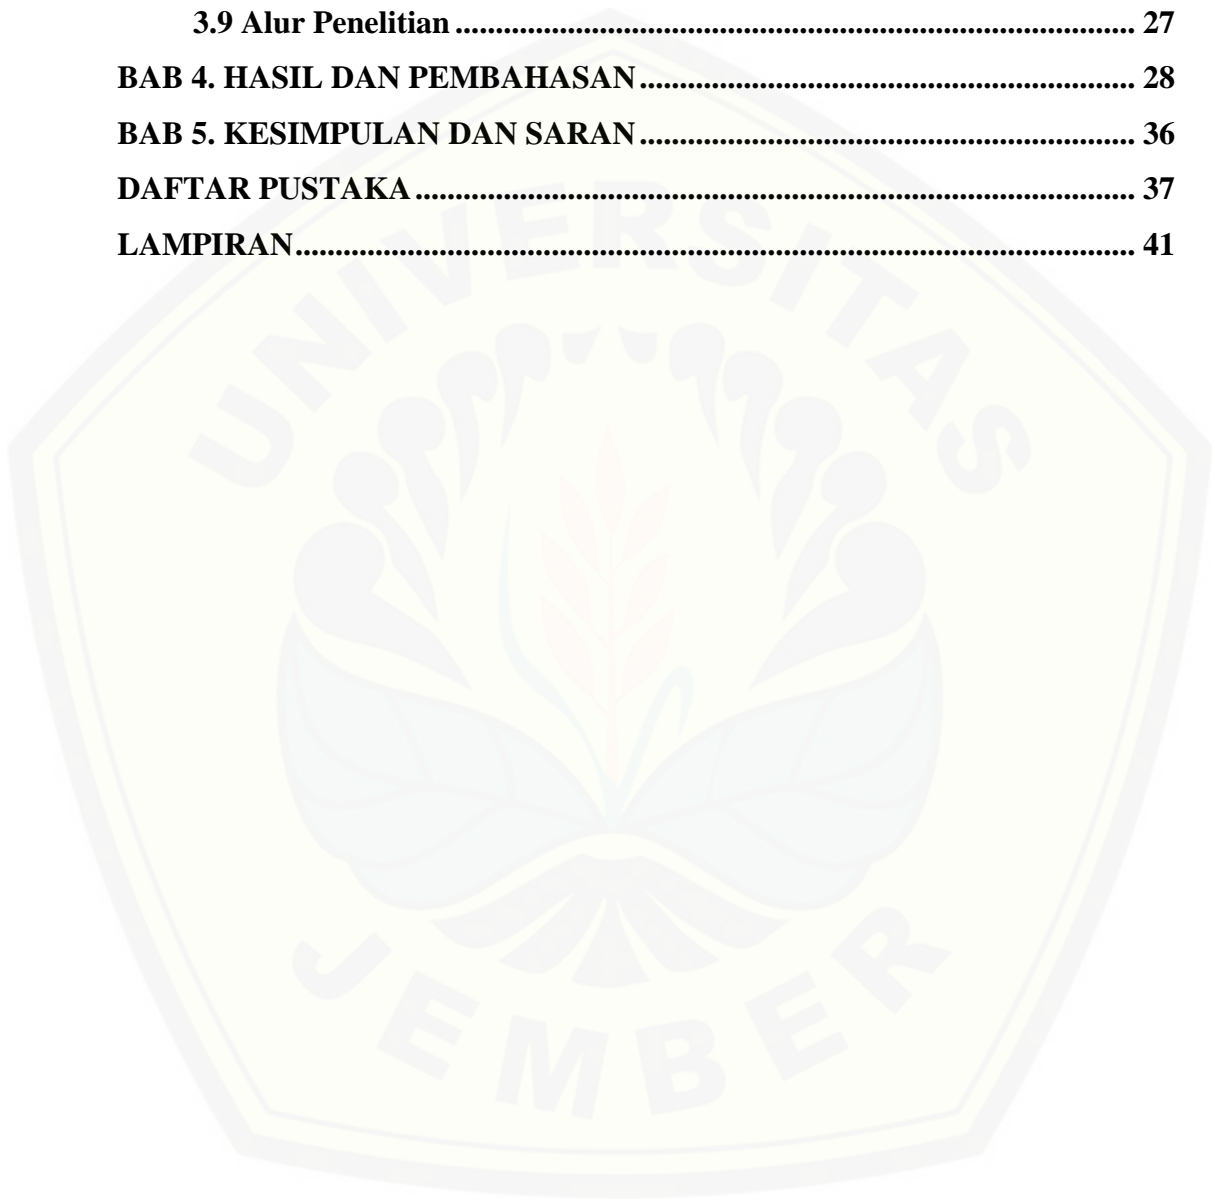 3.9 Alur Penelitian ........................................................................................ 27
BAB 4. HASIL DAN PEMBAHASAN ............................................................. 28
BAB 5. KESIMPULAN DAN SARAN ............................................................. 36
DAFTAR PUSTAKA ......................................................................................... 37
LAMPIRAN ........................................................................................................ 41
UNIVERSITAS
JEMBER